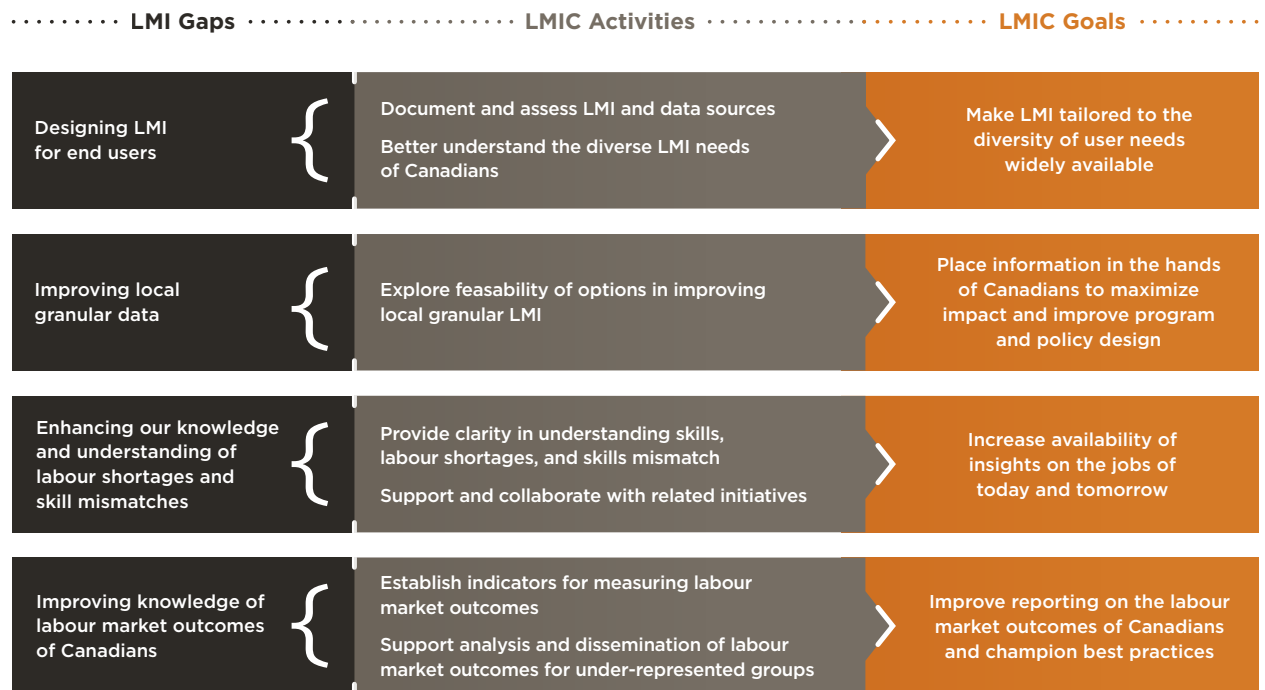 LMI Gaps
LMIC Activities
LMIC Goals
Designing LMI
for end users
Document and assess LMI and data sources
Better understand the diverse LMI needs
of Canadians
Make LMI tailored to the
diversity of user needs
widely available
Improving local
granular data
Explore feasability of options in improving
local granular LMI
Place information in the hands
of Canadians to maximize
impact and improve program
and policy design
Enhancing our knowledge
and understanding of
labour shortages and
skill mismatches
Provide clarity in understanding skills,
labour shortages, and skills mismatch
Support and collaborate with related initiatives
Increase availability of
insights on the jobs of
today and tomorrow
Improving knowledge of
labour market outcomes
of Canadians
Establish indicators for measuring labour
market outcomes
Support analysis and dissemination of labour
market outcomes for under-represented groups
Improve reporting on the labour
market outcomes of Canadians
and champion best practices